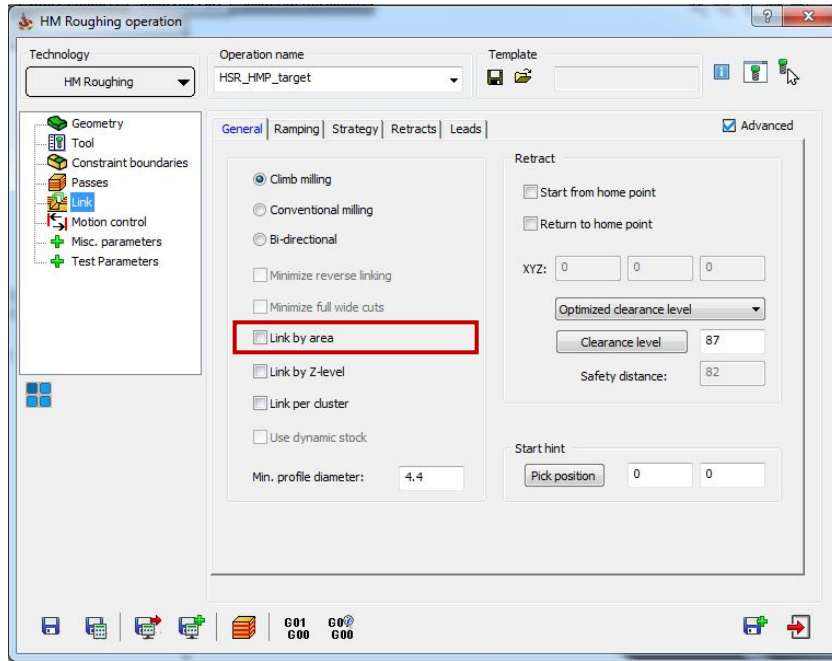 HM Roughing operation
Technology
Operation name
Template
HM Roughing
HSR_HMP_target
Geometry
Tool
Constraint boundaries
Passes
Link
Motion control
Misc. parameters
Test Parameters
General Ramping Strategy Retracts Leads
Advanced
Climb milling
Conventional milling
Bi-directional
Minimize reverse linking
Minimize full wide cuts
Link by area
Link by Z-level
Link per cluster
Use dynamic stock
Min. profile diameter: 4.4
Retract
Start from home point
Return to home point
XYZ: 0 0 0
Optimized clearance level
Clearance level 87
Safety distance: 82
Start hint
Pick position 0 0
G01 G00
G00 G00